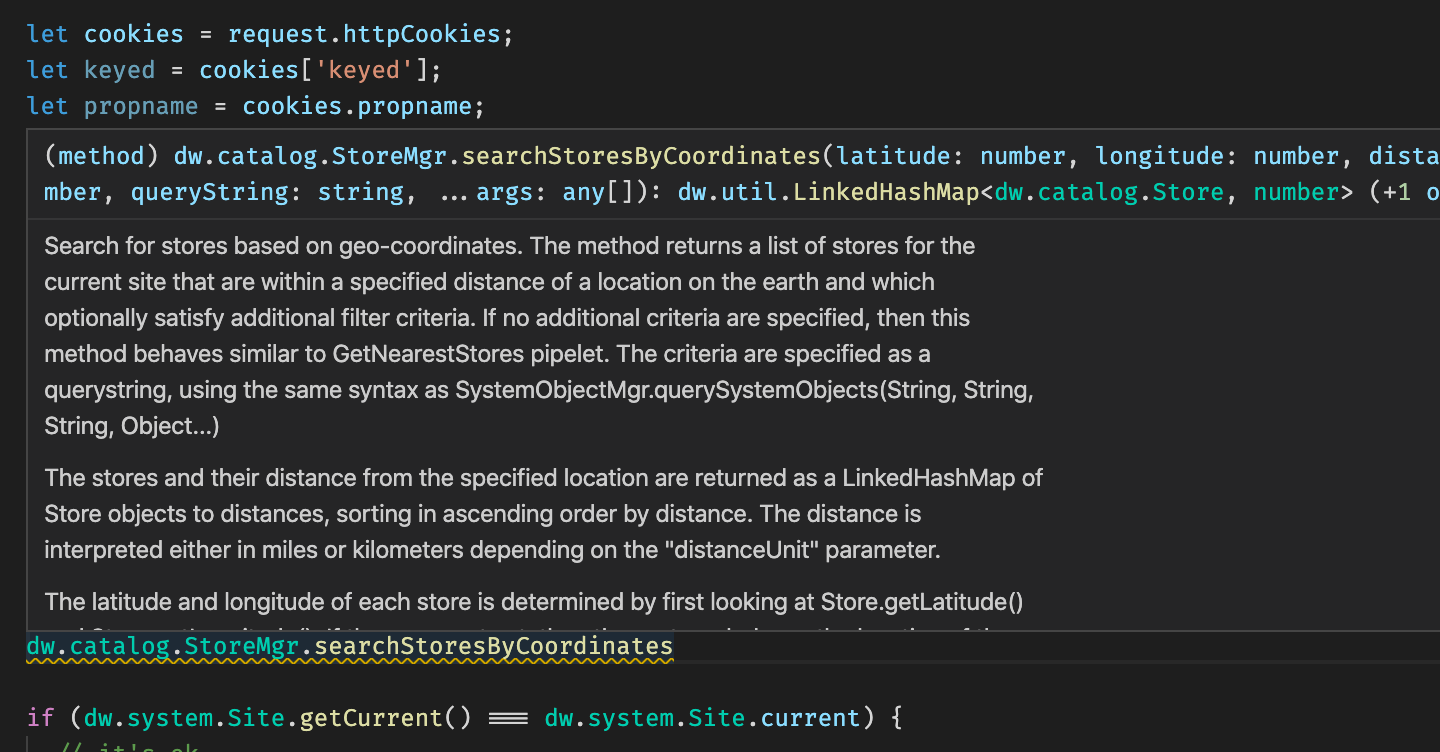 let cookies = request.httpCookies;
let keyed = cookies['keyed'];
let propname = cookies.propname;
(method) dw.catalog.StoreMgr.searchStoresByCoordinates(latitude: number, longitude: number, dista
mber, queryString: string, ...args: any[]): dw.util.LinkedHashMap<dw.catalog.Store, number> (+1 o
Search for stores based on geo-coordinates. The method returns a list of stores for the
current site that are within a specified distance of a location on the earth and which
optionally satisfy additional filter criteria. If no additional criteria are specified, then this
method behaves similar to GetNearestStores pipelet. The criteria are specified as a
querystring, using the same syntax as SystemObjectMgr.querySystemObjects(String, String,
String, Object...)
The stores and their distance from the specified location are returned as a LinkedHashMap of
Store objects to distances, sorting in ascending order by distance. The distance is
interpreted either in miles or kilometers depending on the "distanceUnit" parameter.
The latitude and longitude of each store is determined by first looking at Store.getLatitude()
dw.catalog.StoreMgr.searchStoresByCoordinates
if (dw.system.Site.getCurrent() === dw.system.Site.current) {
// it's ok